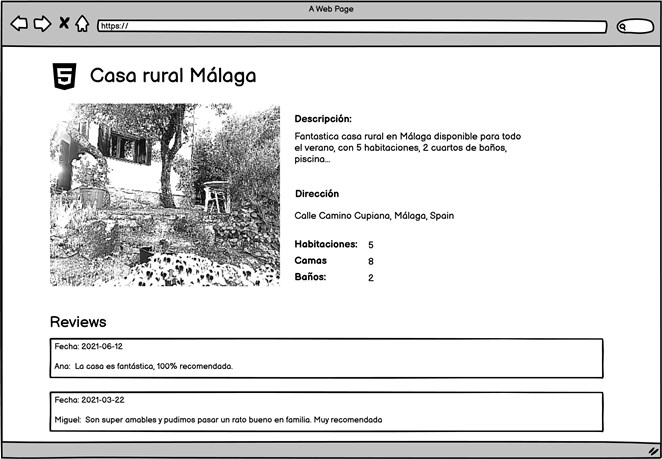 A Web Page
https://
5
Casa rural Málaga
Descripción:
Fantastica casa rural en Málaga disponible para todo
el verano, con 5 habitaciones, 2 cuartos de baños,
piscina...
Dirección
Calle Camino Cupiana, Málaga, Spain
Habitaciones: 5
Camas 8
Baños: 2
Reviews
Fecha: 2021-06-12
Ana: La casa es fantástica, 100% recomendada.
Fecha: 2021-03-22
Miguel: Son super amables y pudimos pasar un rato bueno en familia. Muy recomendada